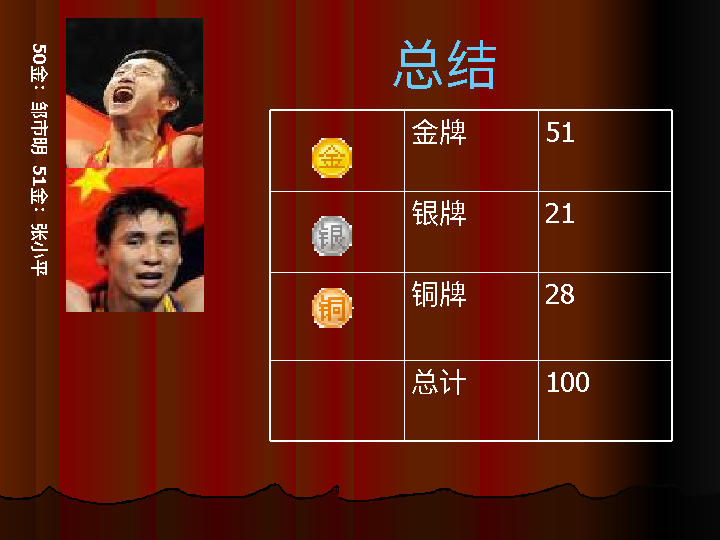 50金：邹市明 51金：张小平
总结
金 金牌 51
银 银牌 21
铜 铜牌 28
总计 100